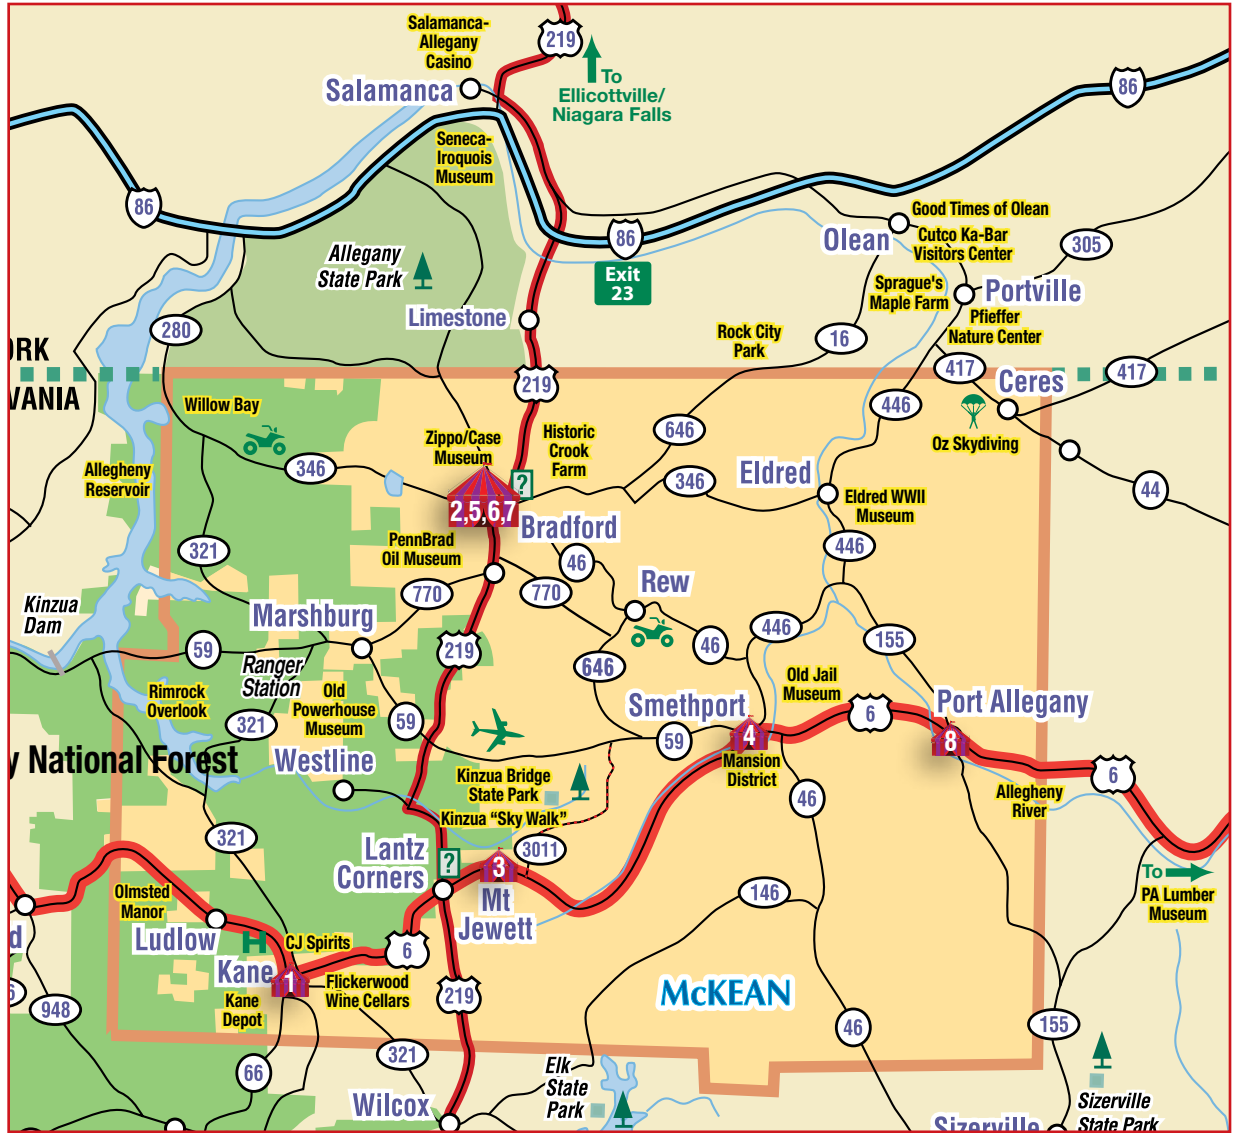 Salamanca-
Allegany
Casino
219
To
Ellicottville/
Niagara Falls
Salamanca
86
Seneca-
Iroquois
Museum
86
Good Times of Olean
Olean
86
Cutco Ka-Bar
Visitors Center
305
Exit
23
Allegany
State Park
Sprague's
Maple Farm
Portville
Limestone
Pfieffer
Nature Center
280
Rock City
Park
16
ORK
VANIA
219
417
Ceres
417
Willow Bay
446
Zippo/Case
Museum
Historic
Crook
Farm
646
Oz Skydiving
Allegheny
Reservoir
346
?
346
Eldred
Eldred WWII
Museum
44
2,5,6,7
Bradford
PennBrad
Oil Museum
321
46
446
770
770
Rew
Kinzua
Dam
Marshburg
446
155
59
219
46
Ranger
Station
646
Old Jail
Museum
Rimrock
Overlook
Old
Powerhouse
Museum
321
59
Smethport
6
Port Allegany
59
4
8
y National Forest
Westline
Mansion
District
6
Kinzua Bridge
State Park
46
Allegheny
River
Kinzua "Sky Walk"
321
Lantz
Corners
?
3011
3
To
PA Lumber
Museum
Mt
Jewett
146
Olmsted
Manor
d
Ludlow
H
CJ Spirits
6
Kane
1
Flickerwood
Wine Cellars
219
McKEAN
Kane
Depot
6
948
46
155
321
66
Elk
State
Park
Wilcox
Sizerville
State Park
Sizerville